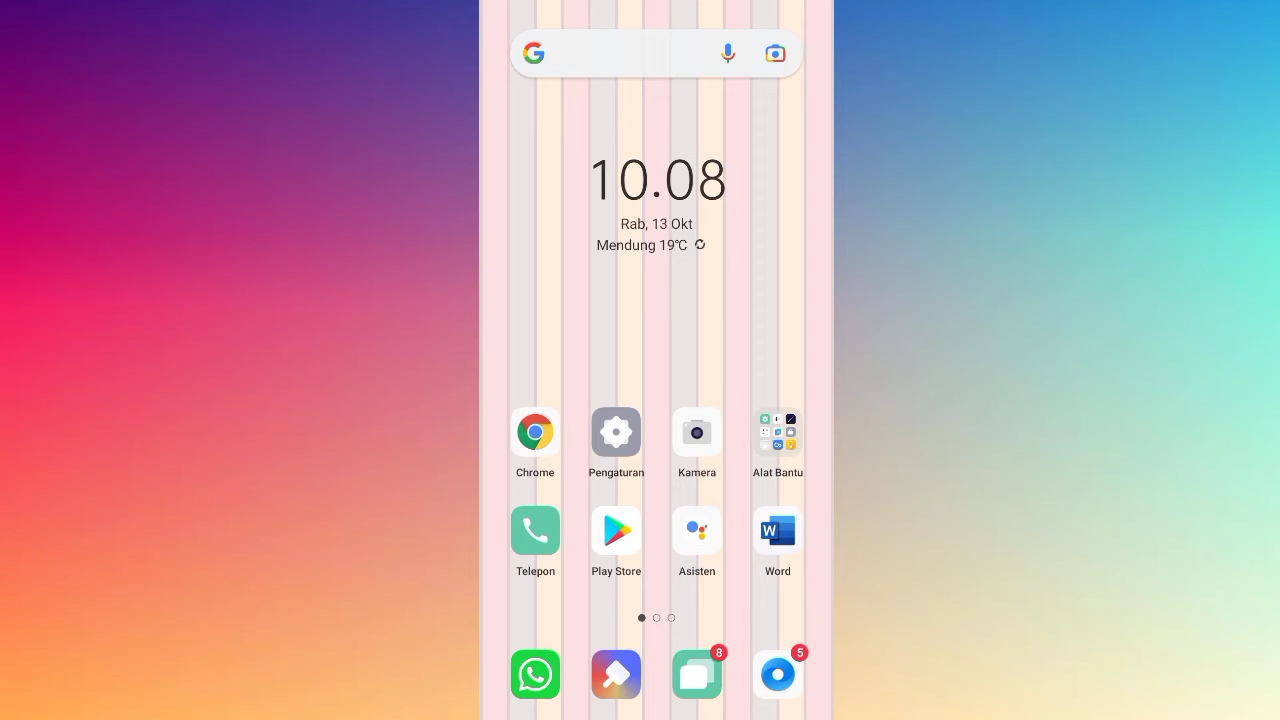 10.08
Rab, 13 Okt
Mendung 19°C
Chrome Pengaturan Kamera Alat Bantu
Telepon Play Store Asisten Word
8 5